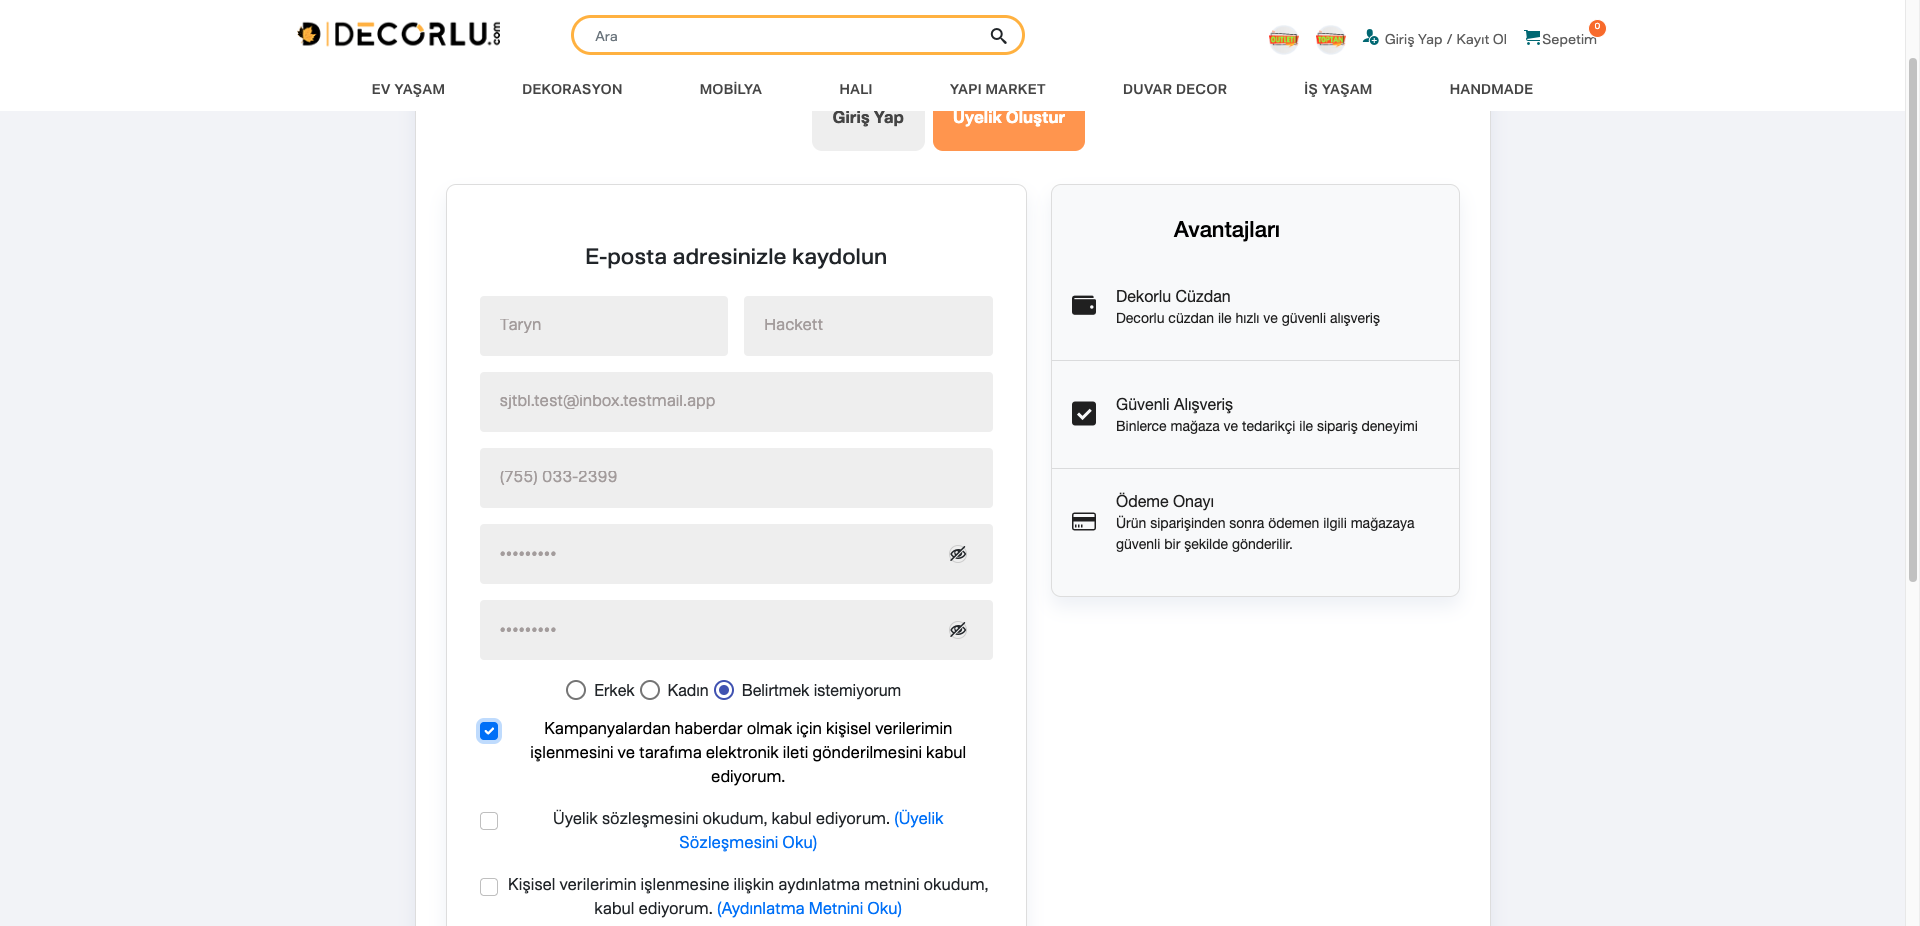 DECORLU.com
Ara
OUTLET
TOPTAN
Giriş Yap / Kayıt Ol
Sepetim
0
EV YAŞAM
DEKORASYON
MOBİLYA
HALI
YAPI MARKET
DUVAR DECOR
İŞ YAŞAM
HANDMADE
Giriş Yap
Üyelik Oluştur
E-posta adresinizle kaydolun
Taryn
Hackett
sjtbl.test@inbox.testmail.app
(755) 033-2399
•••••••••
•••••••••
Erkek
Kadın
Belirtmek istemiyorum
Kampanyalardan haberdar olmak için kişisel verilerimin
işlenmesini ve tarafıma elektronik ileti gönderilmesini kabul
ediyorum.
Üyelik sözleşmesini okudum, kabul ediyorum. (Üyelik
Sözleşmesini Oku)
Kişisel verilerimin işlenmesine ilişkin aydınlatma metnini okudum,
kabul ediyorum. (Aydınlatma Metnini Oku)
Avantajları
Dekorlu Cüzdan
Decorlu cüzdan ile hızlı ve güvenli alışveriş
Güvenli Alışveriş
Binlerce mağaza ve tedarikçi ile sipariş deneyimi
Ödeme Onayı
Ürün siparişinden sonra ödemen ilgili mağazaya
güvenli bir şekilde gönderilir.